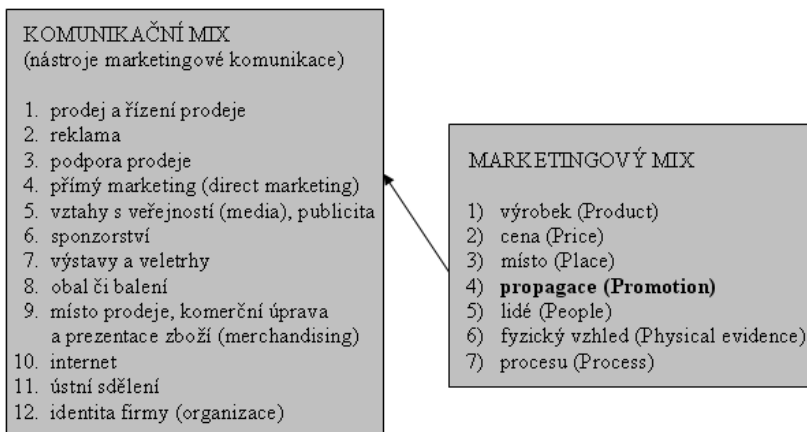 KOMUNIKAČNÍ MIX
(nástroje marketingové komunikace)
1. prodej a řízení prodeje
2. reklama
3. podpora prodeje
4. přímý marketing (direct marketing)
5. vztahy s veřejností (media), publicita
6. sponzorství
7. výstavy a veletrhy
8. obal či balení
9. místo prodeje, komerční úprava
a prezentace zboží (merchandising)
10. internet
11. ústní sdělení
12. identita firmy (organizace)
MARKETINGOVÝ MIX
1) výrobek (Product)
2) cena (Price)
3) místo (Place)
4) propagace (Promotion)
5) lidé (People)
6) fyzický vzhled (Physical evidence)
7) procesu (Process)